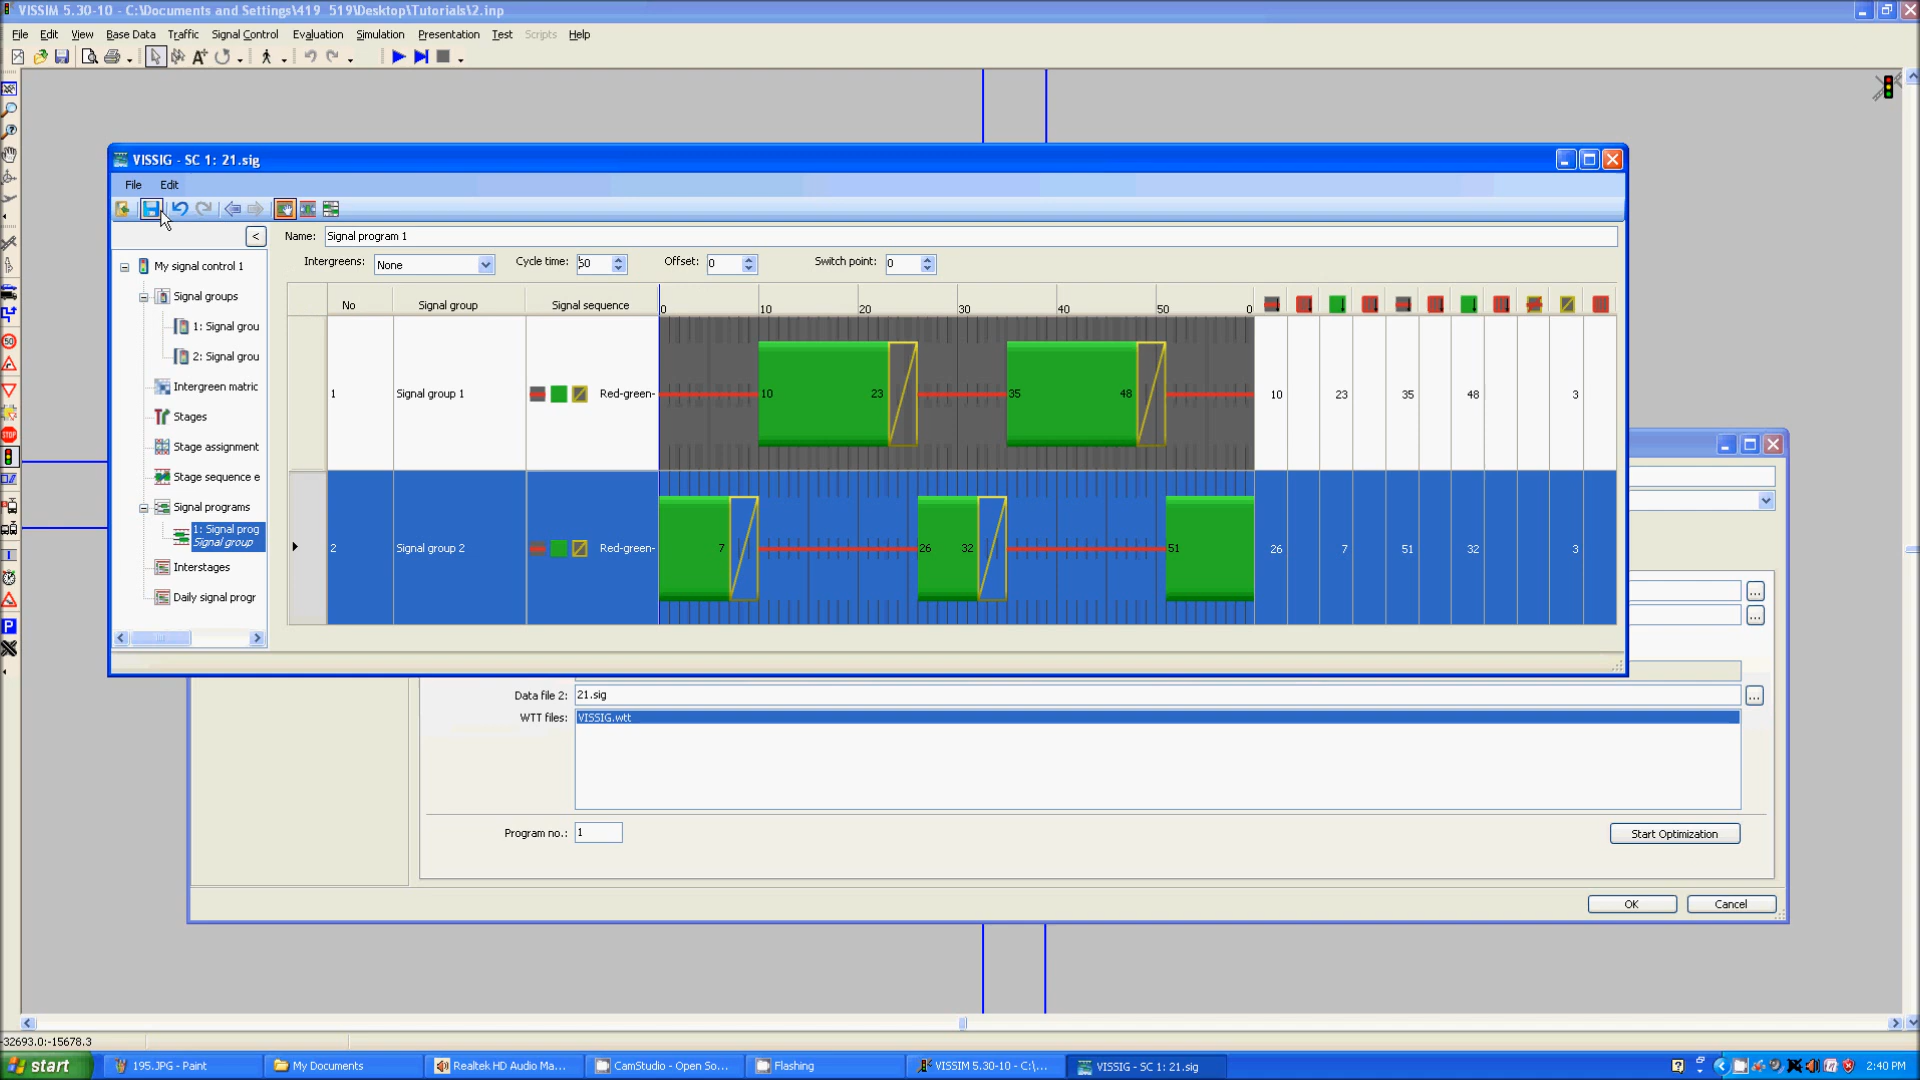 VISSIM 5.30-10 - C:\Documents and Settings\419 519\Desktop\Tutorials\2.inp
File Edit View Base Data Traffic Signal Control Evaluation Simulation Presentation Test Scripts Help
VISSIG - SC 1: 21.sig
File Edit
< Name: Signal program 1
Intergreens: None Cycle time: 50 Offset: 0 Switch point: 0
My signal control 1
Signal groups
1: Signal grou
2: Signal grou
Intergreen matric
Stages
Stage assignment
Stage sequence e
Signal programs
1: Signal prog
Signal group
Interstages
Daily signal progr
No Signal group Signal sequence 0 10 20 30 40 50 0
1 Signal group 1 Red-green- 10 23 35 48 10 23 35 48 3
2 Signal group 2 Red-green- 7 26 32 51 26 7 51 32 3
Data file 2: 21.sig
WTT files: VISSIG.wtt
Program no.: 1
Start Optimization
OK Cancel
-32693.0:-15678.3
start 195.JPG - Paint My Documents Realtek HD Audio Ma... CamStudio - Open So... Flashing VISSIM 5.30-10 - C:\... VISSIG - SC 1: 21.sig 2:40 PM